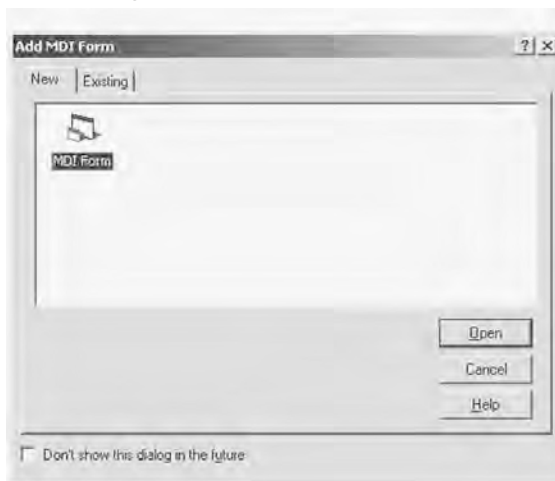 Add MDI Form
? ×
New Existing
MDI Form
Open
Cancel
Help
Don't show this dialog in the future